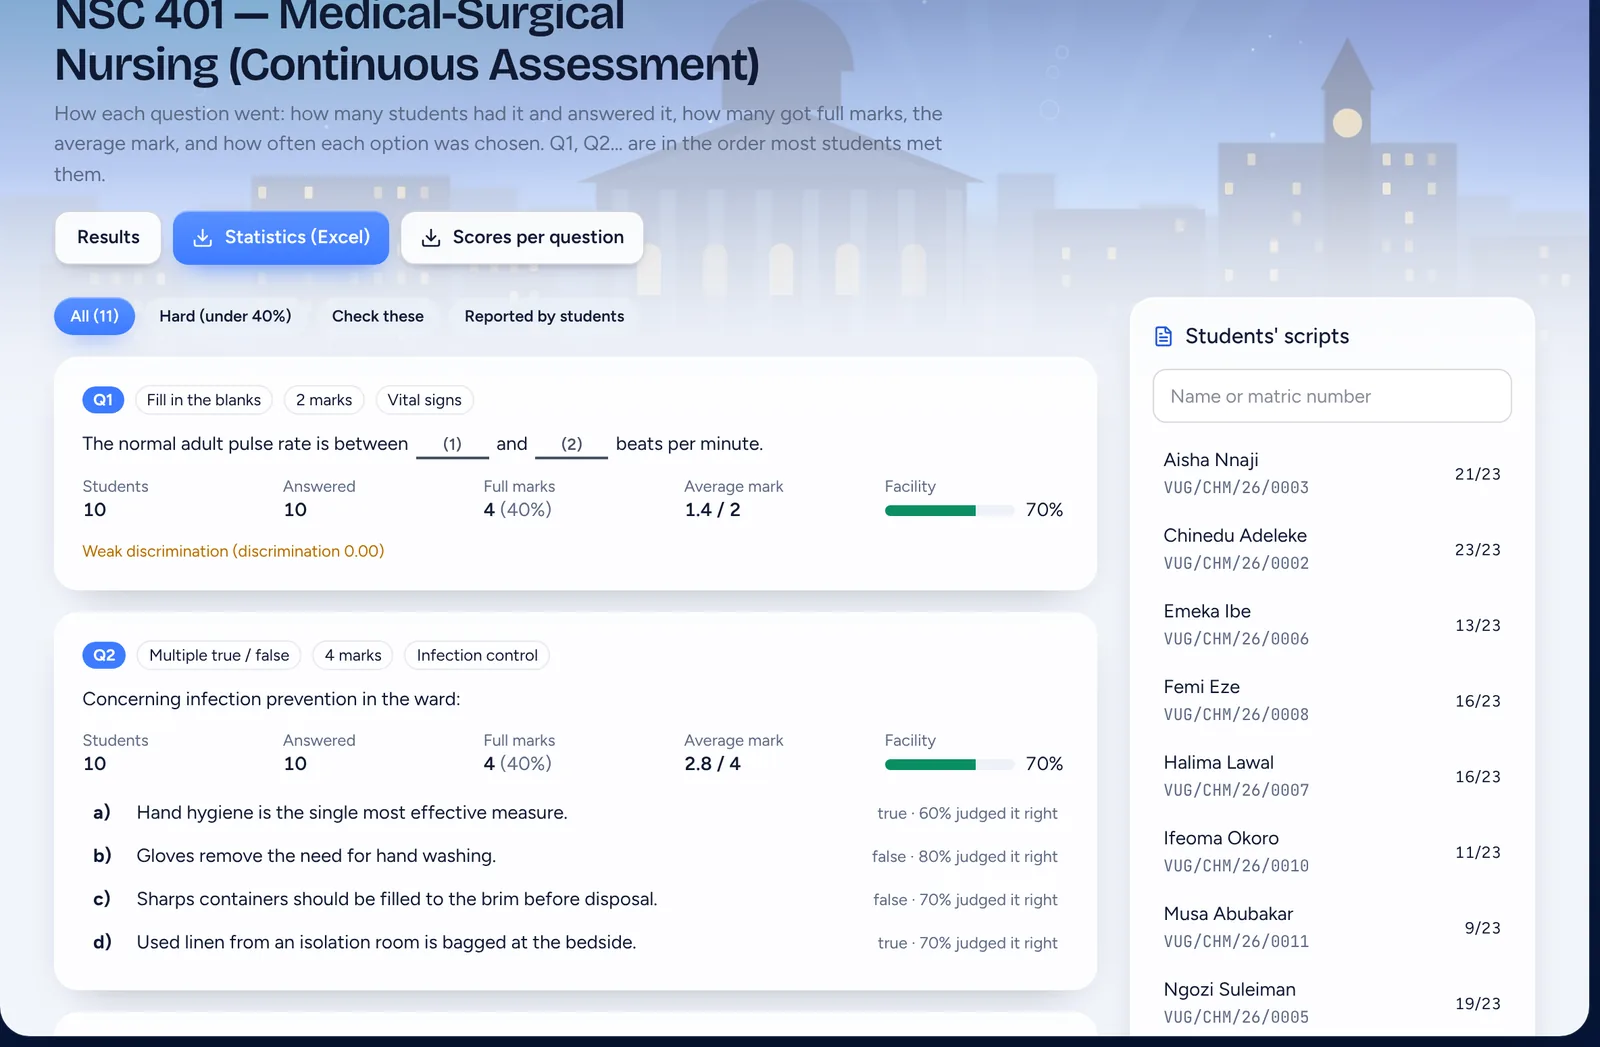 NSC 401 — Medical-Surgical
Nursing (Continuous Assessment)
How each question went: how many students had it and answered it, how many got full marks, the
average mark, and how often each option was chosen. Q1, Q2... are in the order most students met
them.
Results
Statistics (Excel)
Scores per question
All (11)
Hard (under 40%)
Check these
Reported by students
Q1
Fill in the blanks
2 marks
Vital signs
The normal adult pulse rate is between (1) and (2) beats per minute.
Students
Answered
Full marks
Average mark
Facility
10
10
4 (40%)
1.4 / 2
70%
Weak discrimination (discrimination 0.00)
Q2
Multiple true / false
4 marks
Infection control
Concerning infection prevention in the ward:
Students
Answered
Full marks
Average mark
Facility
10
10
4 (40%)
2.8 / 4
70%
a) Hand hygiene is the single most effective measure. true · 60% judged it right
b) Gloves remove the need for hand washing. false · 80% judged it right
c) Sharps containers should be filled to the brim before disposal. false · 70% judged it right
d) Used linen from an isolation room is bagged at the bedside. true · 70% judged it right
Students' scripts
Name or matric number
Aisha Nnaji
VUG/CHM/26/0003
21/23
Chinedu Adeleke
VUG/CHM/26/0002
23/23
Emeka Ibe
VUG/CHM/26/0006
13/23
Femi Eze
VUG/CHM/26/0008
16/23
Halima Lawal
VUG/CHM/26/0007
16/23
Ifeoma Okoro
VUG/CHM/26/0010
11/23
Musa Abubakar
VUG/CHM/26/0011
9/23
Ngozi Suleiman
VUG/CHM/26/0005
19/23